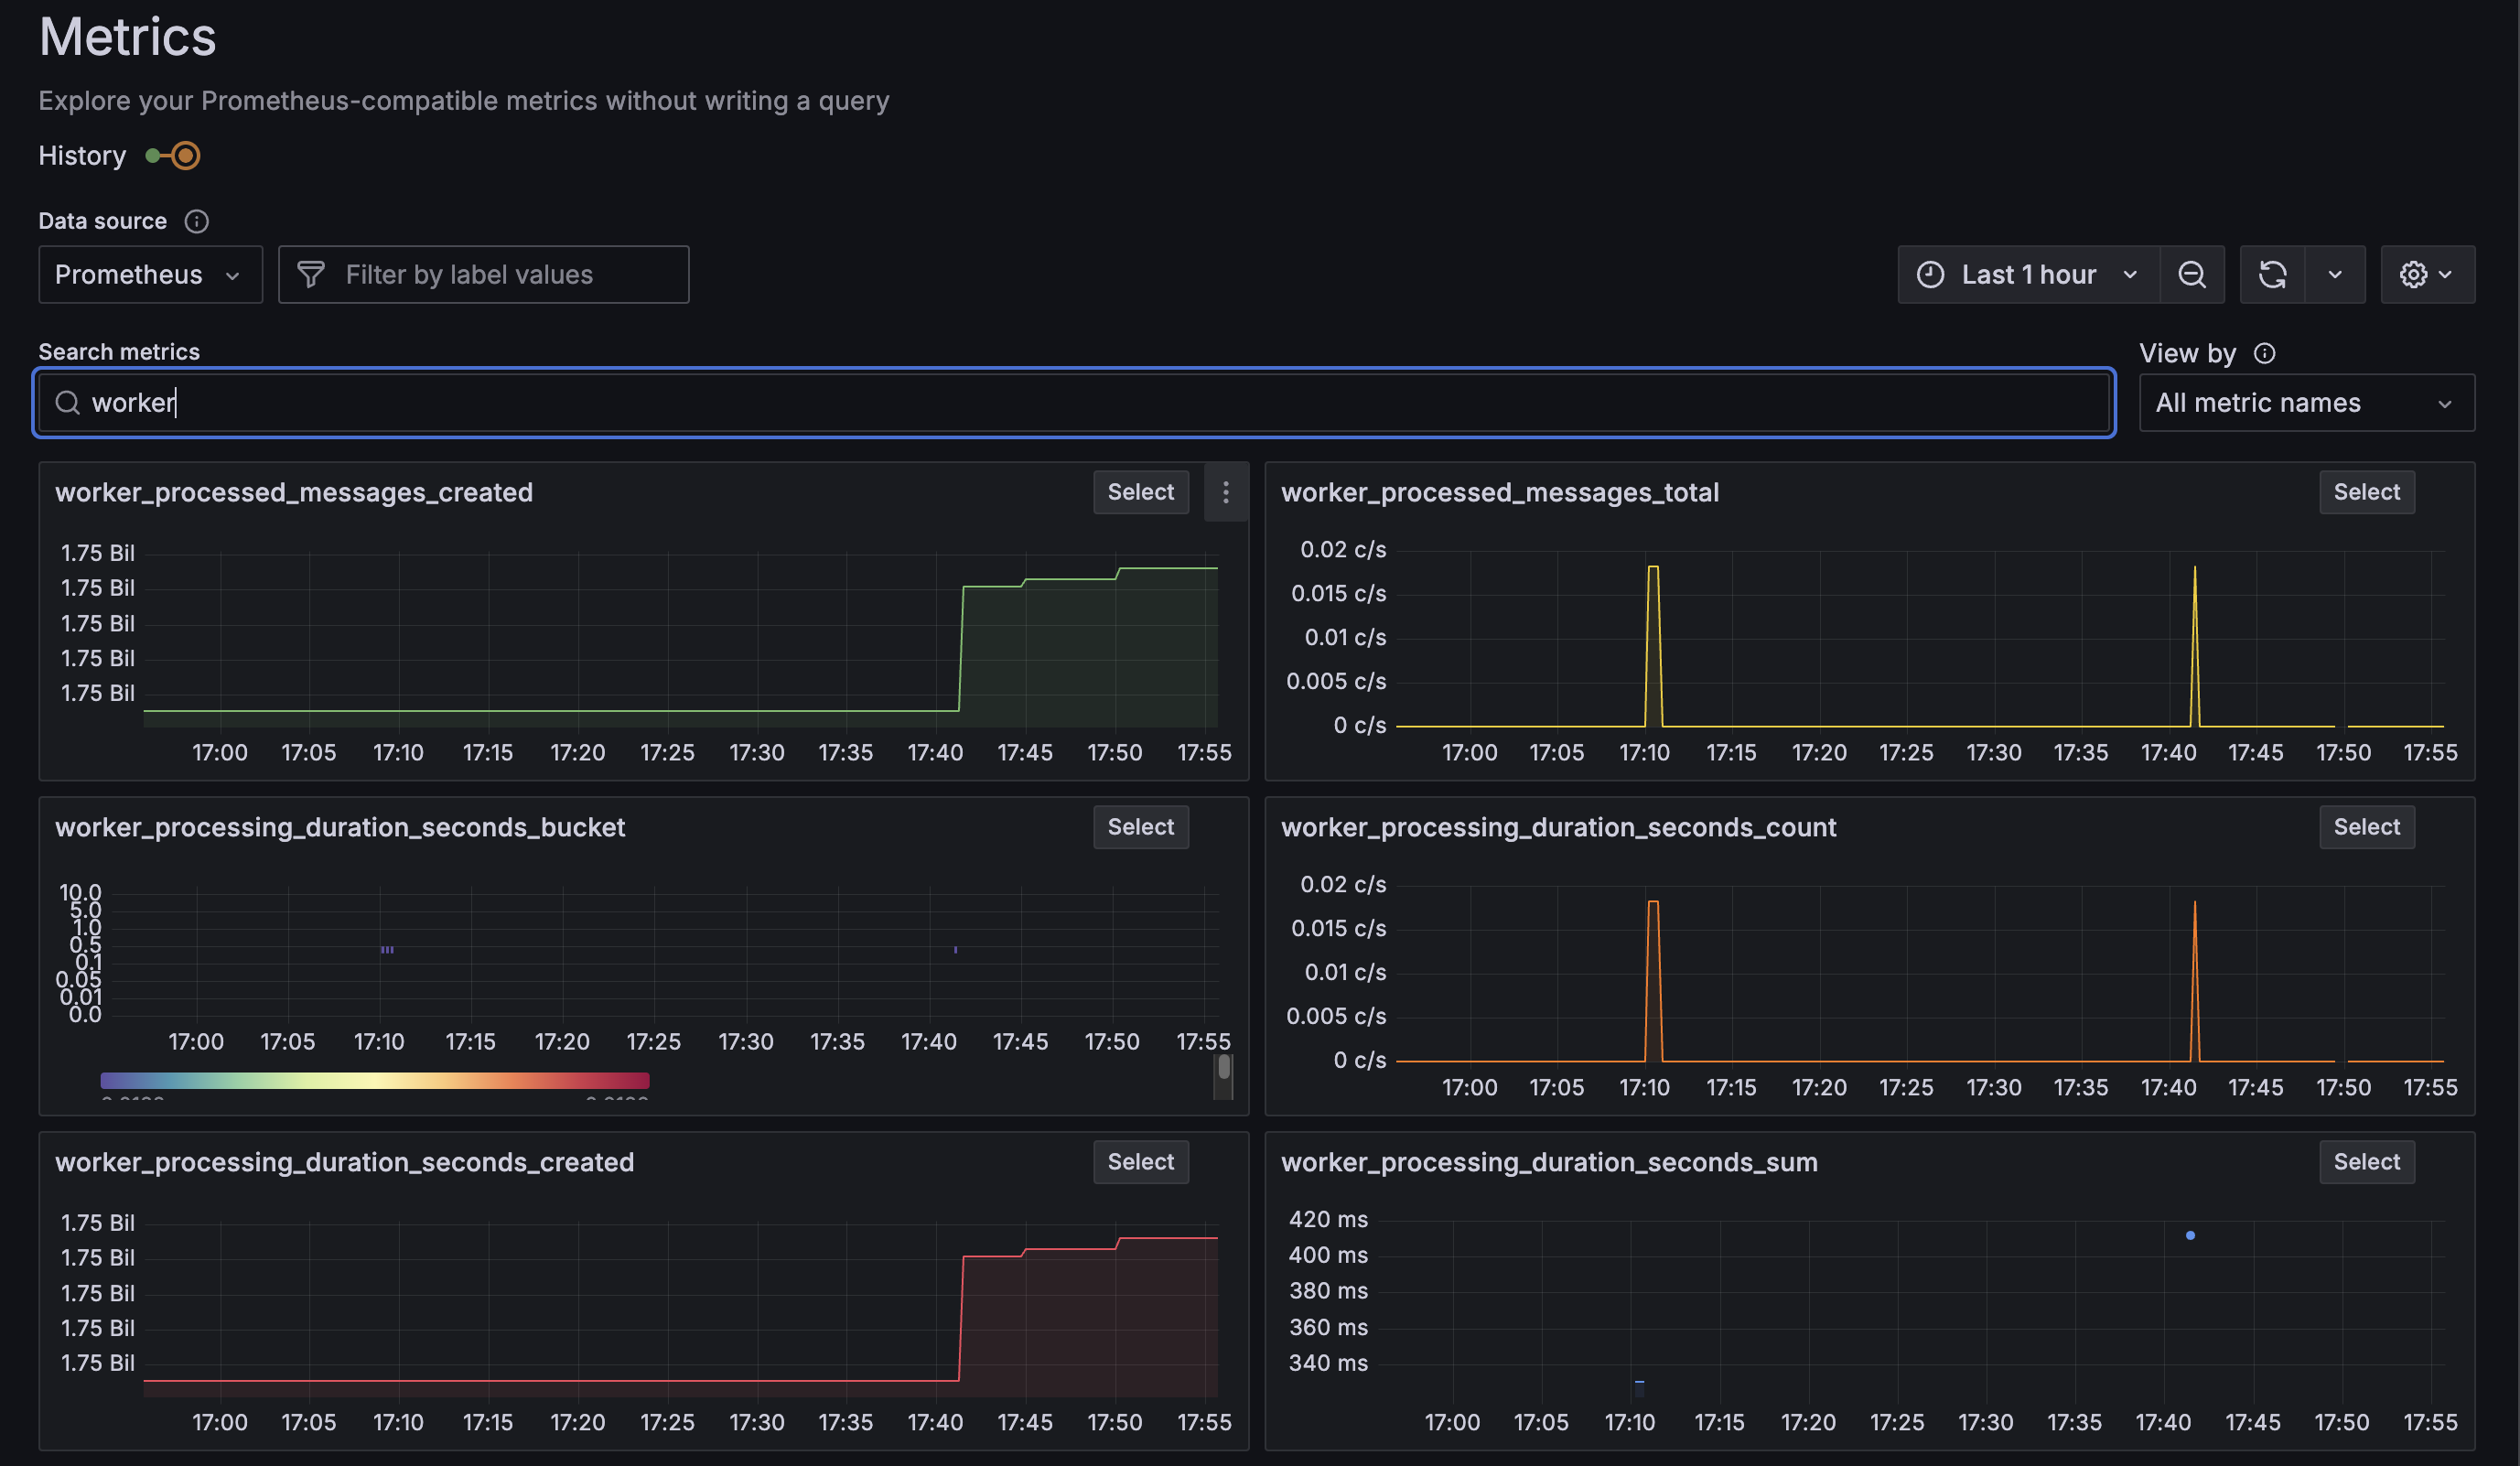 Metrics
Explore your Prometheus-compatible metrics without writing a query
History
Data source
Prometheus
Filter by label values
Last 1 hour
Search metrics
View by
worker
All metric names
worker_processed_messages_created
Select
1.75 Bil
1.75 Bil
1.75 Bil
1.75 Bil
1.75 Bil
17:00 17:05 17:10 17:15 17:20 17:25 17:30 17:35 17:40 17:45 17:50 17:55
worker_processed_messages_total
Select
0.02 c/s
0.015 c/s
0.01 c/s
0.005 c/s
0 c/s
17:00 17:05 17:10 17:15 17:20 17:25 17:30 17:35 17:40 17:45 17:50 17:55
worker_processing_duration_seconds_bucket
Select
10.0
5.0
1.0
0.5
0.1
0.05
0.01
0.0
17:00 17:05 17:10 17:15 17:20 17:25 17:30 17:35 17:40 17:45 17:50 17:55
worker_processing_duration_seconds_count
Select
0.02 c/s
0.015 c/s
0.01 c/s
0.005 c/s
0 c/s
17:00 17:05 17:10 17:15 17:20 17:25 17:30 17:35 17:40 17:45 17:50 17:55
worker_processing_duration_seconds_created
Select
1.75 Bil
1.75 Bil
1.75 Bil
1.75 Bil
1.75 Bil
17:00 17:05 17:10 17:15 17:20 17:25 17:30 17:35 17:40 17:45 17:50 17:55
worker_processing_duration_seconds_sum
Select
420 ms
400 ms
380 ms
360 ms
340 ms
17:00 17:05 17:10 17:15 17:20 17:25 17:30 17:35 17:40 17:45 17:50 17:55